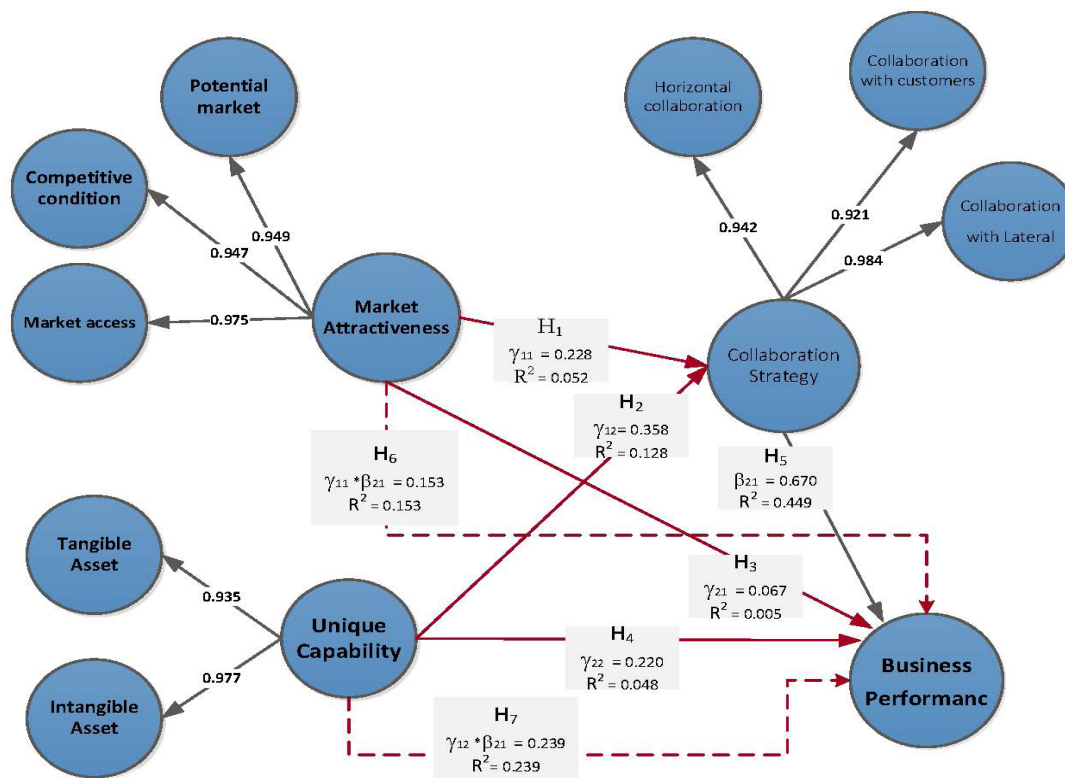 Potential
market
Competitive
condition
Market access
0.949
0.947
0.975
Market
Attractiveness
Horizontal
collaboration
Collaboration
with customers
Collaboration
with Lateral
0.942
0.921
0.984
Collaboration
Strategy
H₁
γ₁₁ = 0.228
R² = 0.052
H₂
γ₁₂= 0.358
R² = 0.128
H₆
γ₁₁ *β₂₁ = 0.153
R² = 0.153
H₅
β₂₁ = 0.670
R² = 0.449
H₃
γ₂₁ = 0.067
R² = 0.005
Tangible
Asset
0.935
Unique
Capability
0.977
Intangible
Asset
H₄
γ₂₂ = 0.220
R² = 0.048
Business
Performanc
H₇
γ₁₂ *β₂₁ = 0.239
R² = 0.239